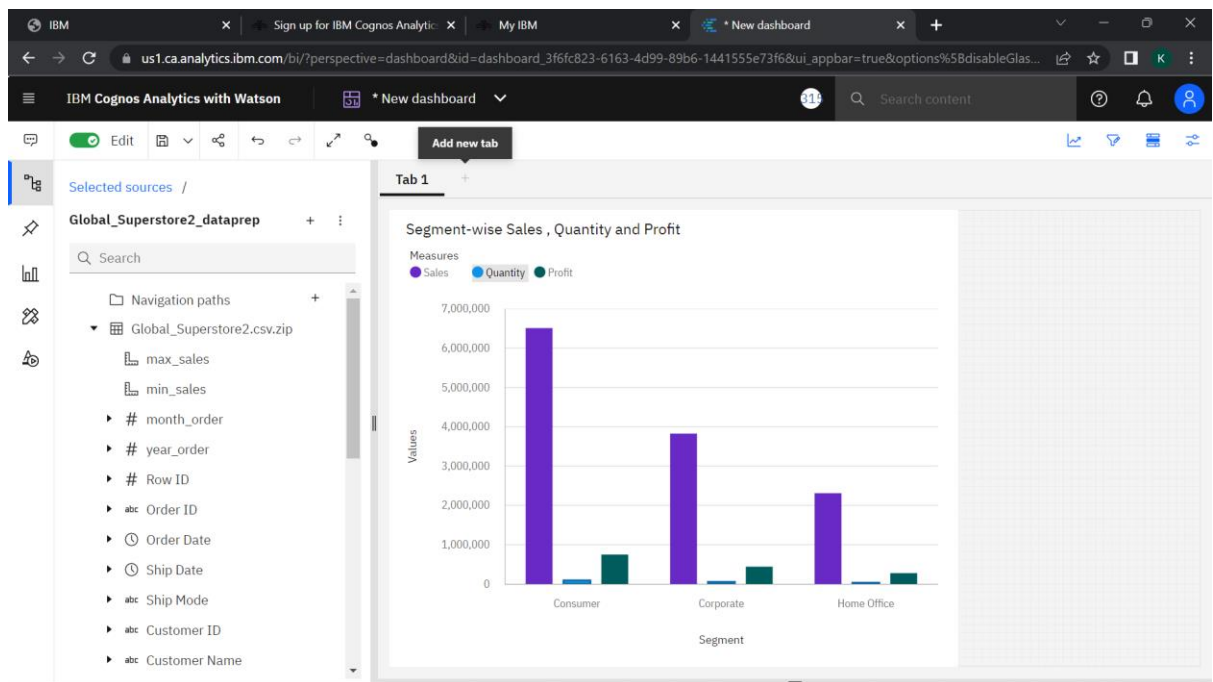 IBM
Sign up for IBM Cognos Analytic
My IBM
* New dashboard
us1.ca.analytics.ibm.com/bi/?perspective=dashboard&id=dashboard_3f6fc823-6163-4d99-89b6-1441555e73f6&ui_appbar=true&options%5BdisableGlas...
K
IBM Cognos Analytics with Watson
* New dashboard
315
Search content
Edit
Add new tab
Selected sources /
Tab 1
Global_Superstore2_dataprep
Search
Navigation paths
Global_Superstore2.csv.zip
max_sales
min_sales
# month_order
# year_order
# Row ID
abc Order ID
Order Date
Ship Date
abc Ship Mode
abc Customer ID
abc Customer Name
Segment-wise Sales , Quantity and Profit
Measures
Sales Quantity Profit
7,000,000
6,000,000
5,000,000
4,000,000
3,000,000
2,000,000
1,000,000
0
Values
Consumer Corporate Home Office
Segment